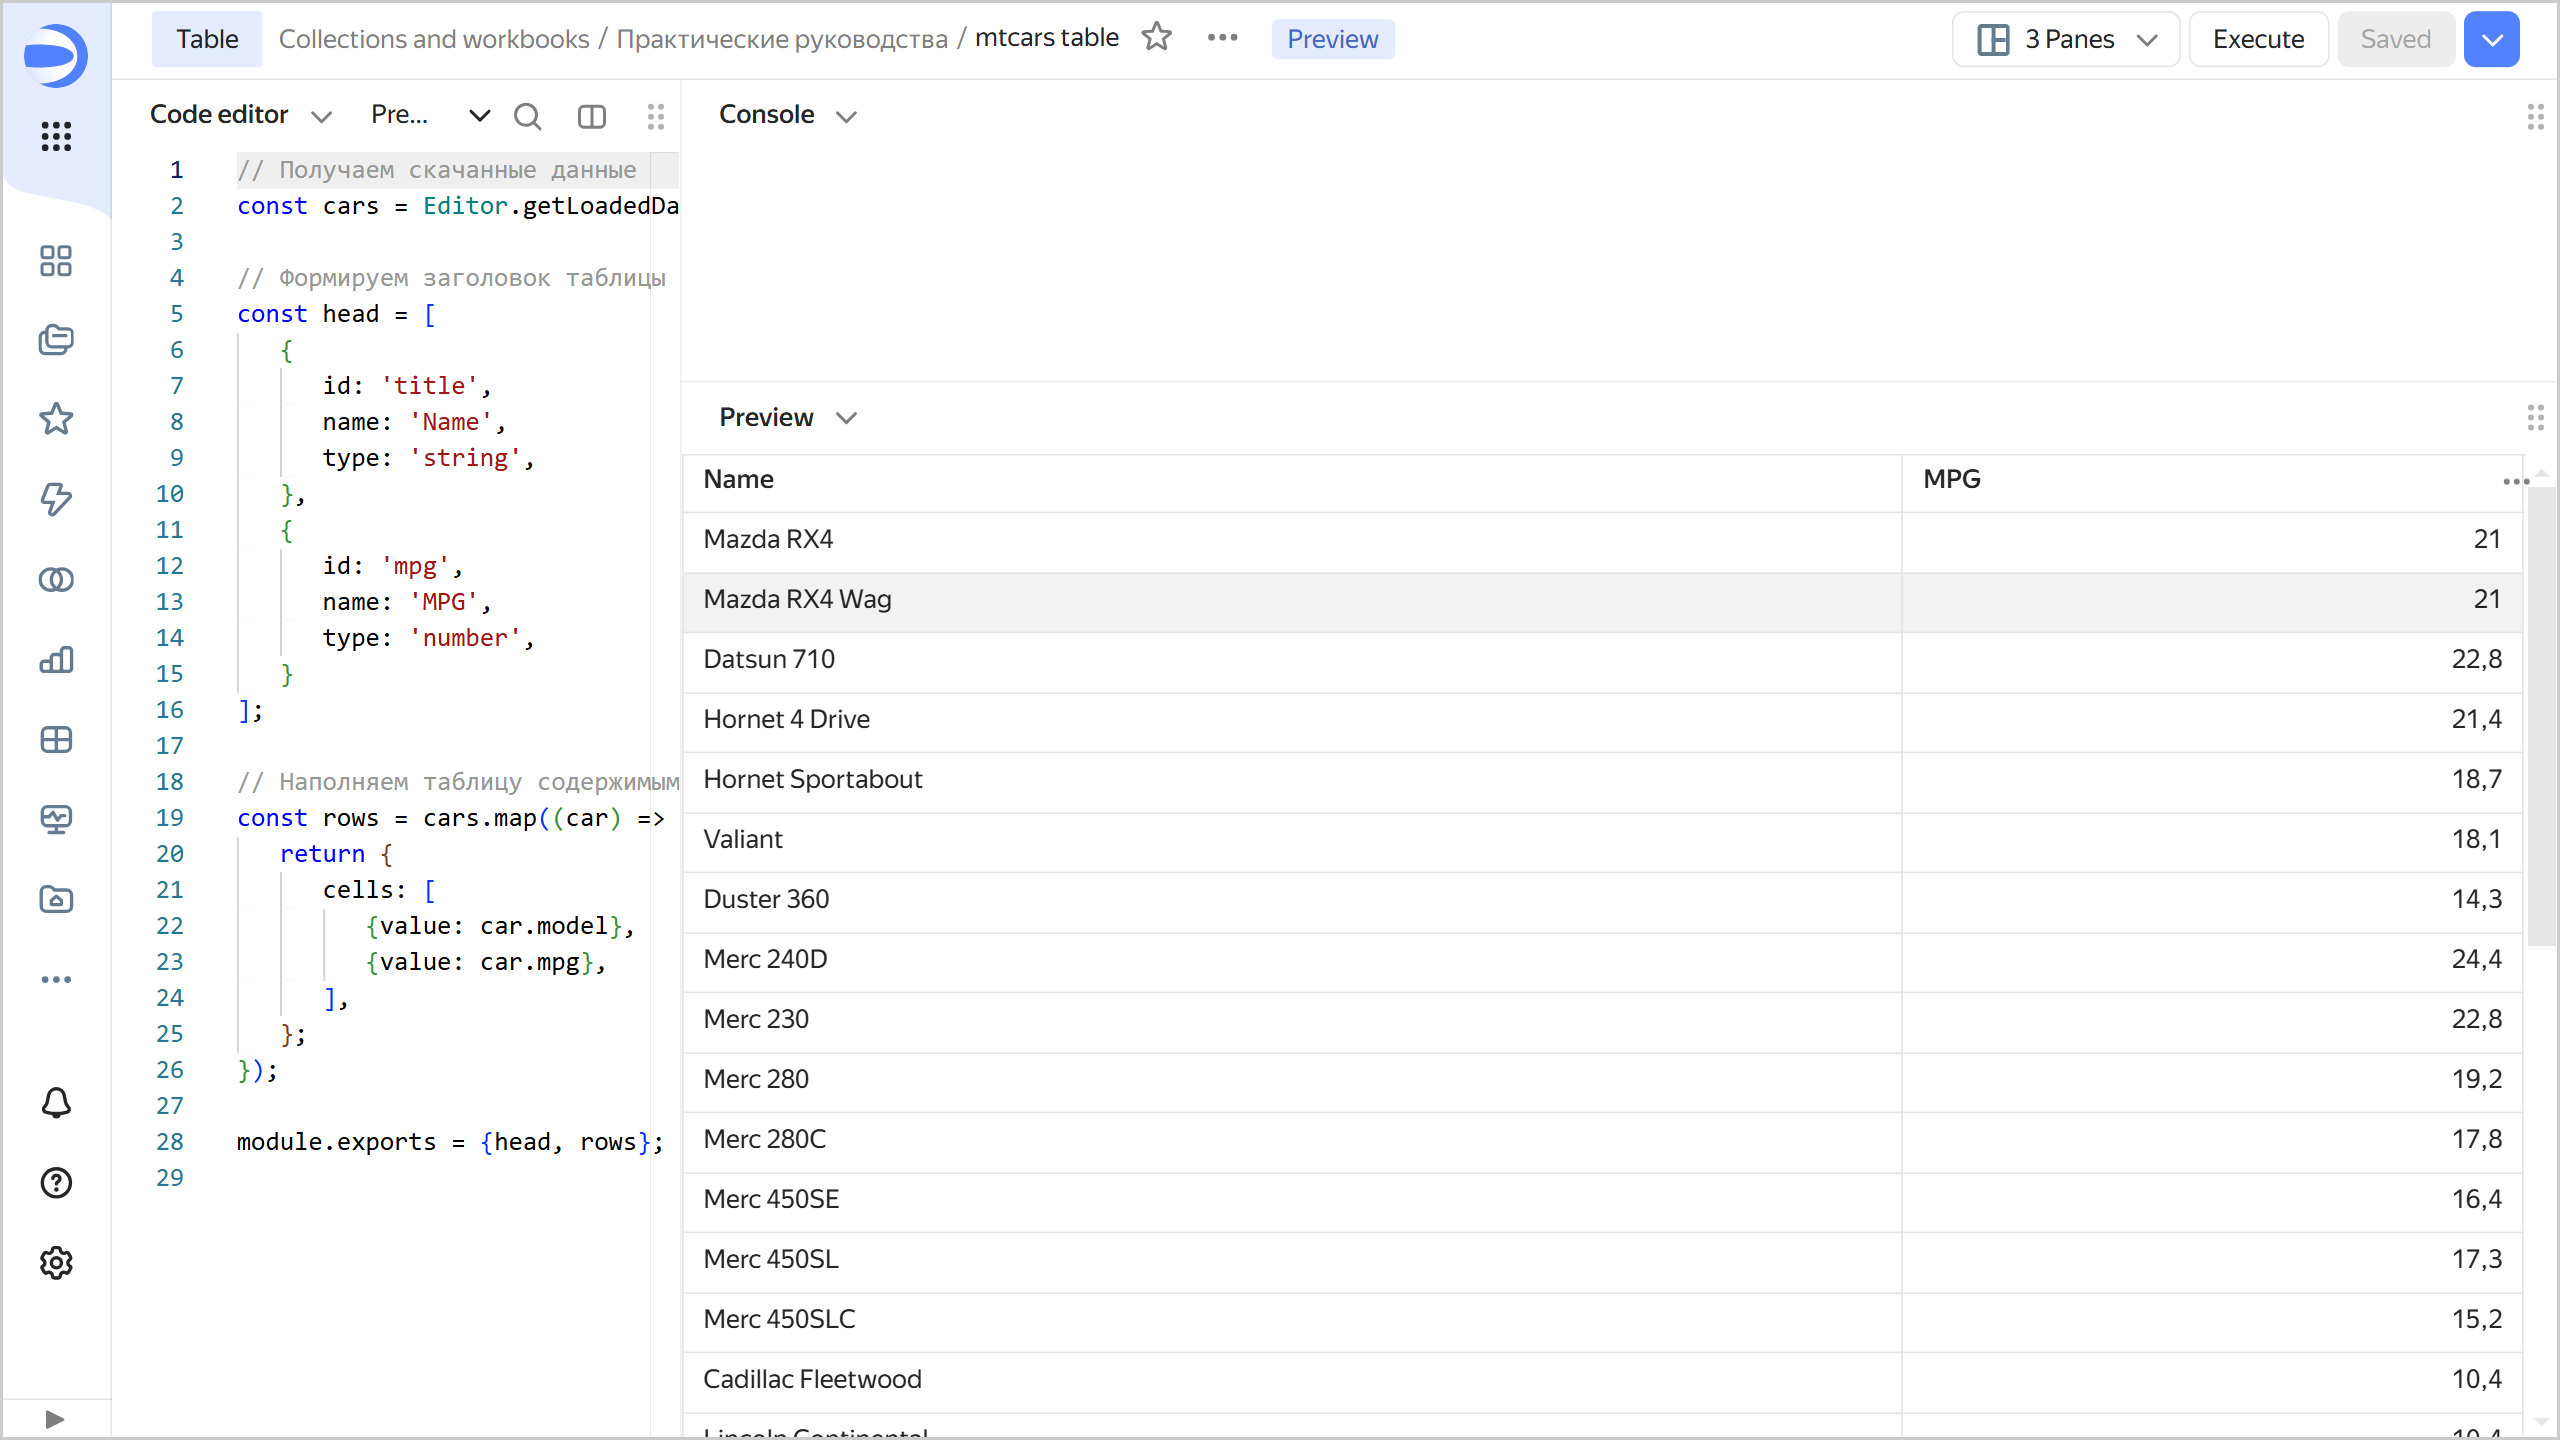 Table Collections and workbooks / Практические руководства / mtcars table Preview 3 Panes Execute Saved
Code editor Pre...
1 // Получаем скачанные данные
2 const cars = Editor.getLoadedDa
3
4 // Формируем заголовок таблицы
5 const head = [
6 {
7 id: 'title',
8 name: 'Name',
9 type: 'string',
10 },
11 {
12 id: 'mpg',
13 name: 'MPG',
14 type: 'number',
15 }
16 ];
17
18 // Наполняем таблицу содержимым
19 const rows = cars.map((car) =>
20 return {
21 cells: [
22 {value: car.model},
23 {value: car.mpg},
24 ],
25 };
26 });
27
28 module.exports = {head, rows};
29
Console
Preview
Name MPG
Mazda RX4 21
Mazda RX4 Wag 21
Datsun 710 22,8
Hornet 4 Drive 21,4
Hornet Sportabout 18,7
Valiant 18,1
Duster 360 14,3
Merc 240D 24,4
Merc 230 22,8
Merc 280 19,2
Merc 280C 17,8
Merc 450SE 16,4
Merc 450SL 17,3
Merc 450SLC 15,2
Cadillac Fleetwood 10,4
Lincoln Continental 10,4